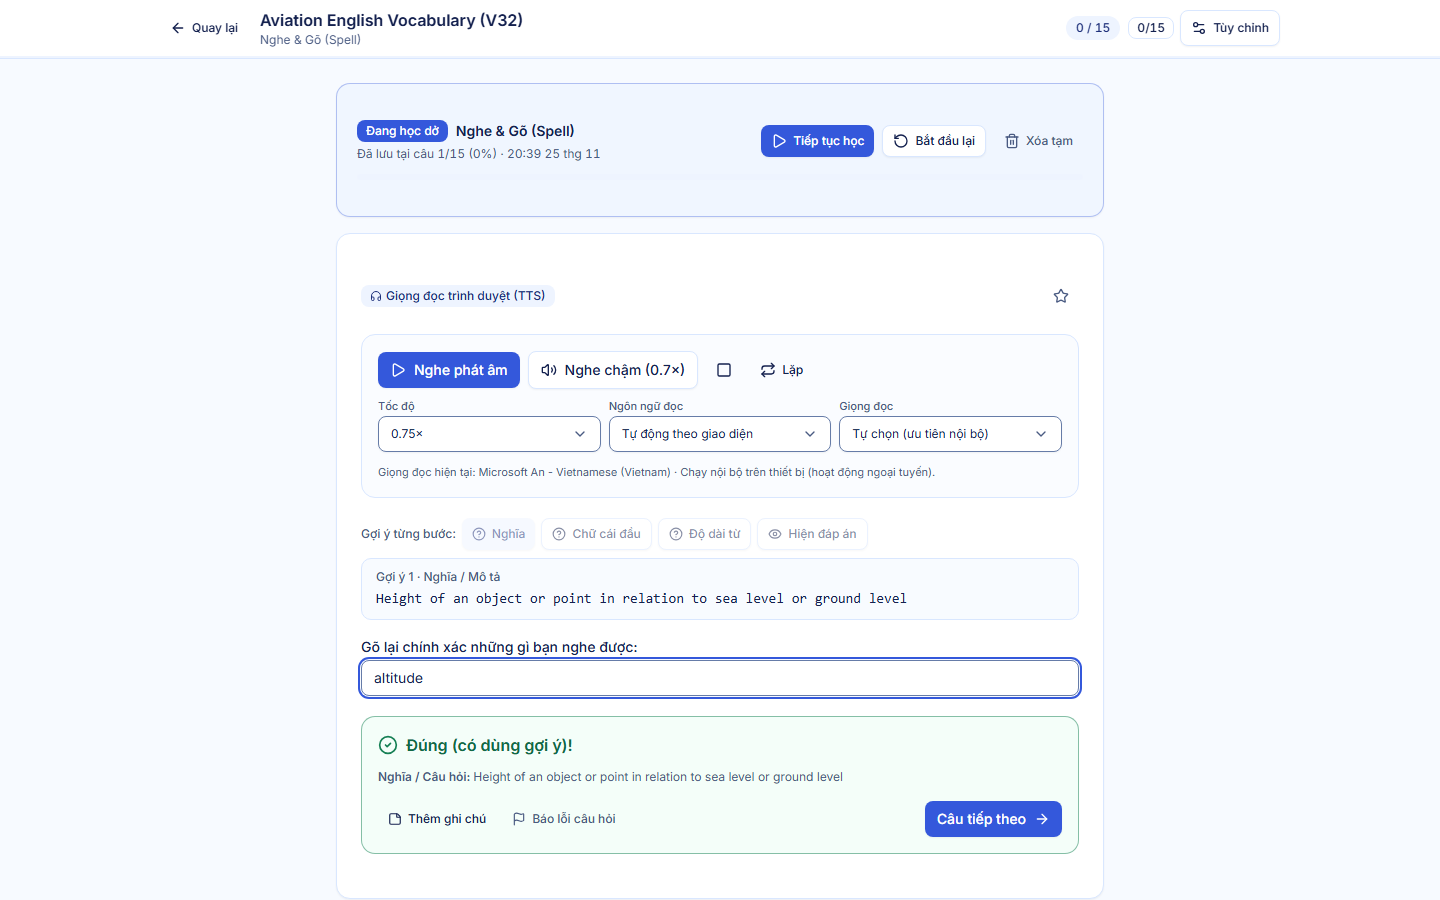 Quay lại
Aviation English Vocabulary (V32)
Nghe & Gõ (Spell)
0 / 15
0/15
Tùy chỉnh
Đang học dở
Nghe & Gõ (Spell)
Đã lưu tại câu 1/15 (0%) · 20:39 25 thg 11
Tiếp tục học
Bắt đầu lại
Xóa tạm
Giọng đọc trình duyệt (TTS)
Nghe phát âm
Nghe chậm (0.7×)
Lặp
Tốc độ
Ngôn ngữ đọc
Giọng đọc
0.75×
Tự động theo giao diện
Tự chọn (ưu tiên nội bộ)
Giọng đọc hiện tại: Microsoft An - Vietnamese (Vietnam) · Chạy nội bộ trên thiết bị (hoạt động ngoại tuyến).
Gợi ý từng bước:
Nghĩa
Chữ cái đầu
Độ dài từ
Hiện đáp án
Gợi ý 1 · Nghĩa / Mô tả
Height of an object or point in relation to sea level or ground level
Gõ lại chính xác những gì bạn nghe được:
altitude
Đúng (có dùng gợi ý)!
Nghĩa / Câu hỏi: Height of an object or point in relation to sea level or ground level
Thêm ghi chú
Báo lỗi câu hỏi
Câu tiếp theo